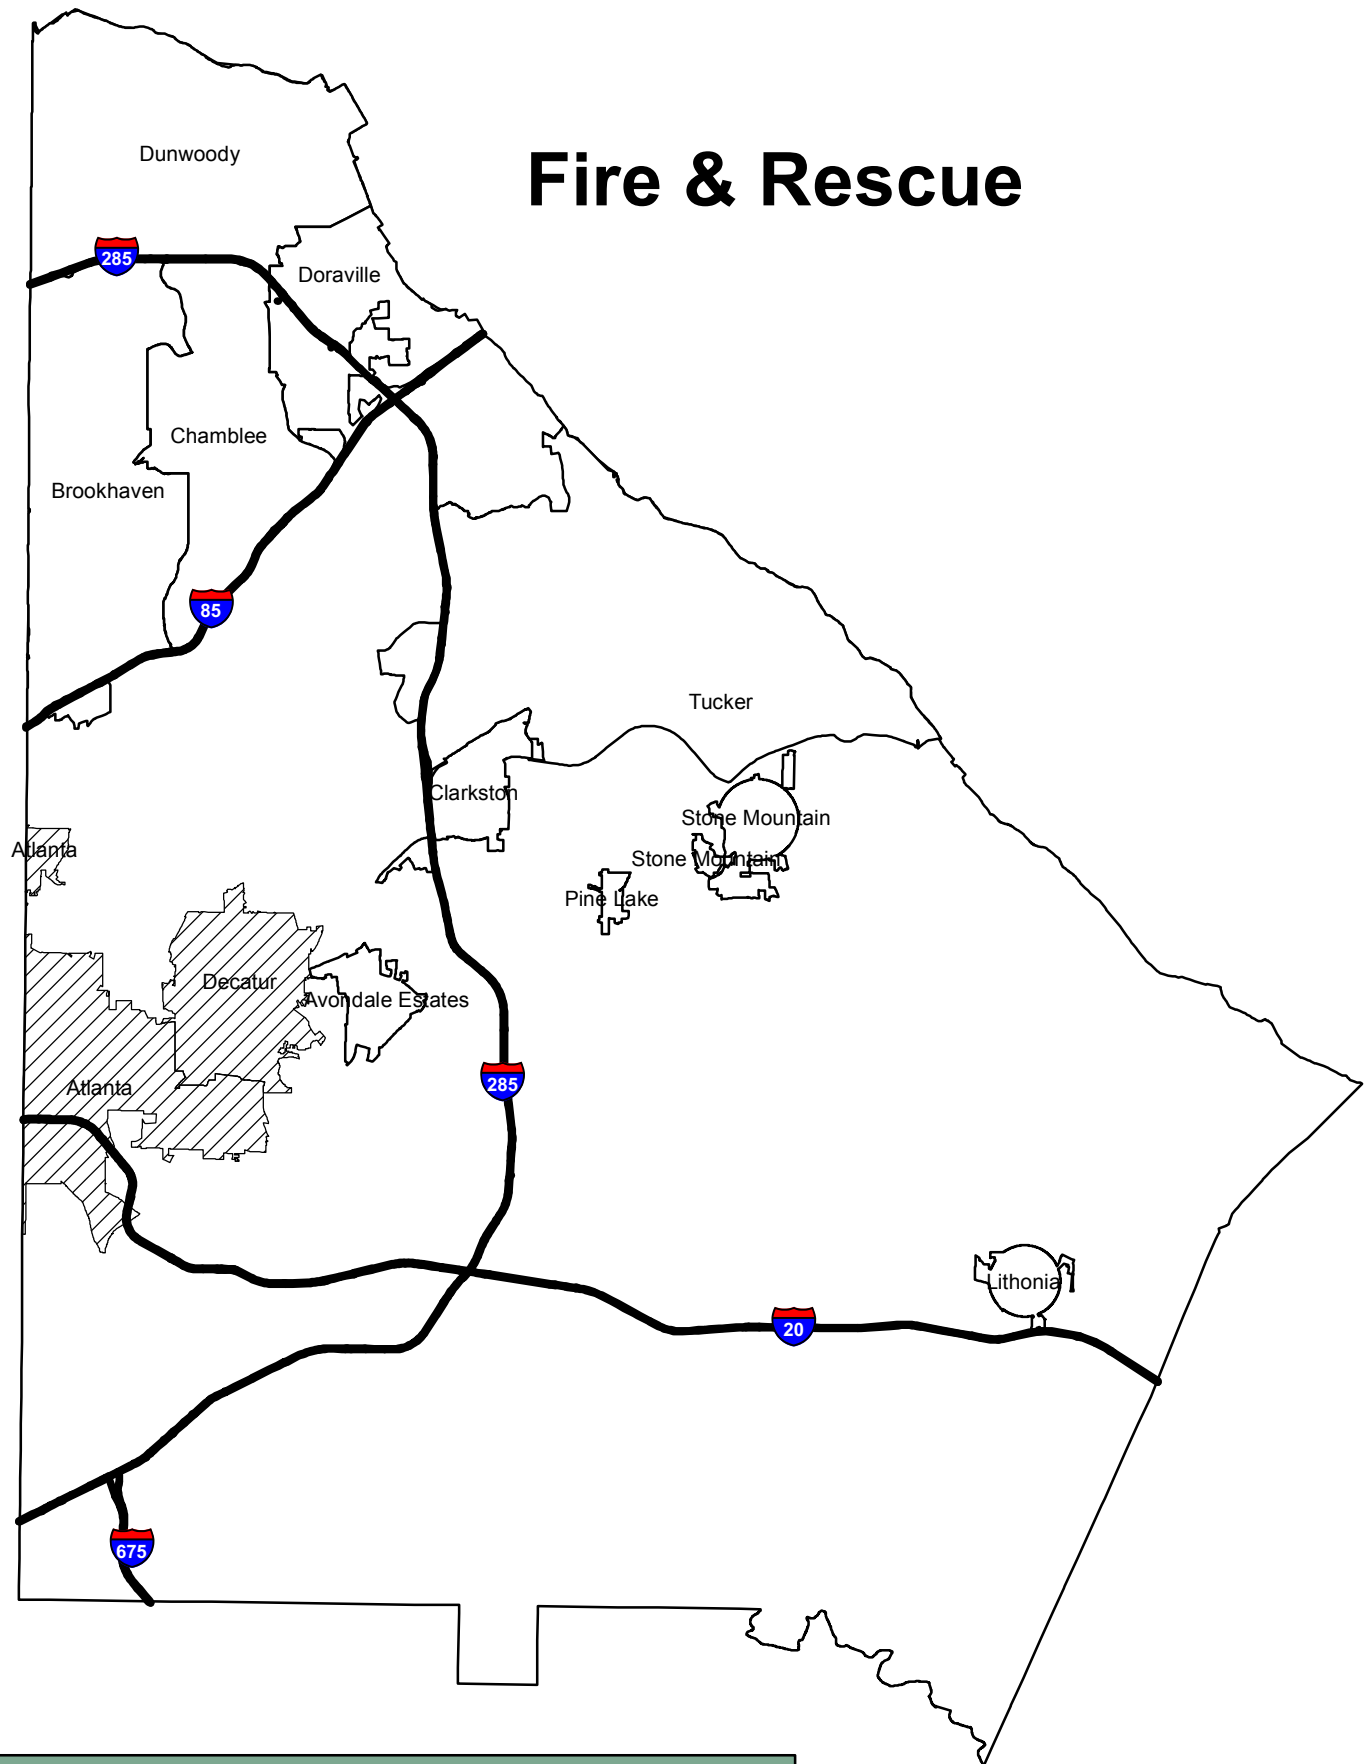 Dunwoody
Fire & Rescue
285
Doraville
Chamblee
Brookhaven
85
Tucker
Clarkston
Stone Mountain
Atlanta
Stone Mountain
Pine Lake
Decatur
Avondale Estates
285
Atlanta
Lithonia
20
675